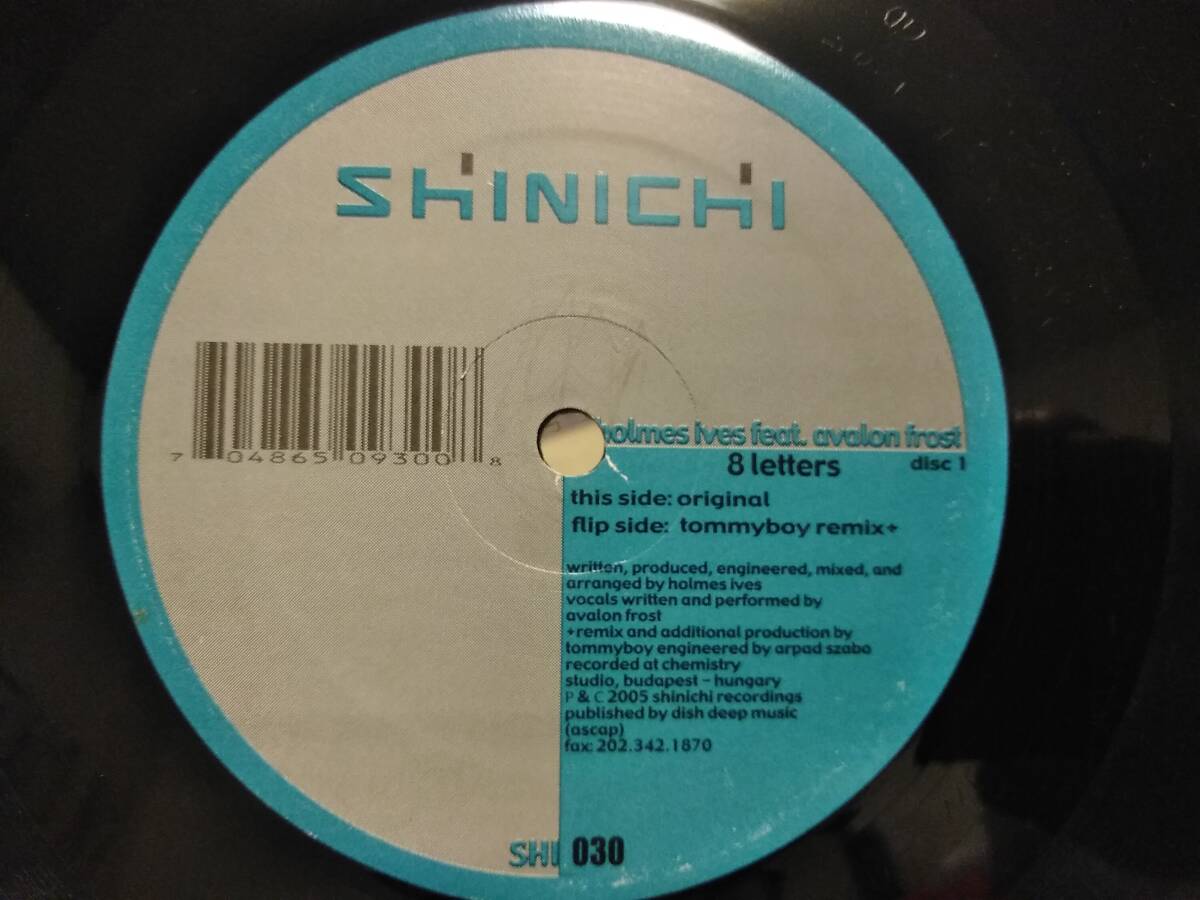 SHINICHI
7 04865 09300 8
holmes ives feat. avalon frost
8 letters disc 1
this side: original
flip side: tommyboy remix+
written, produced, engineered, mixed, and
arranged by holmes ives
vocals written and performed by
avalon frost
+remix and additional production by
tommyboy engineered by arpad szabo
recorded at chemistry
studio, budapest - hungary
P & C 2005 shinichi recordings
published by dish deep music
(ascap)
fax: 202.342.1870
SHI 030